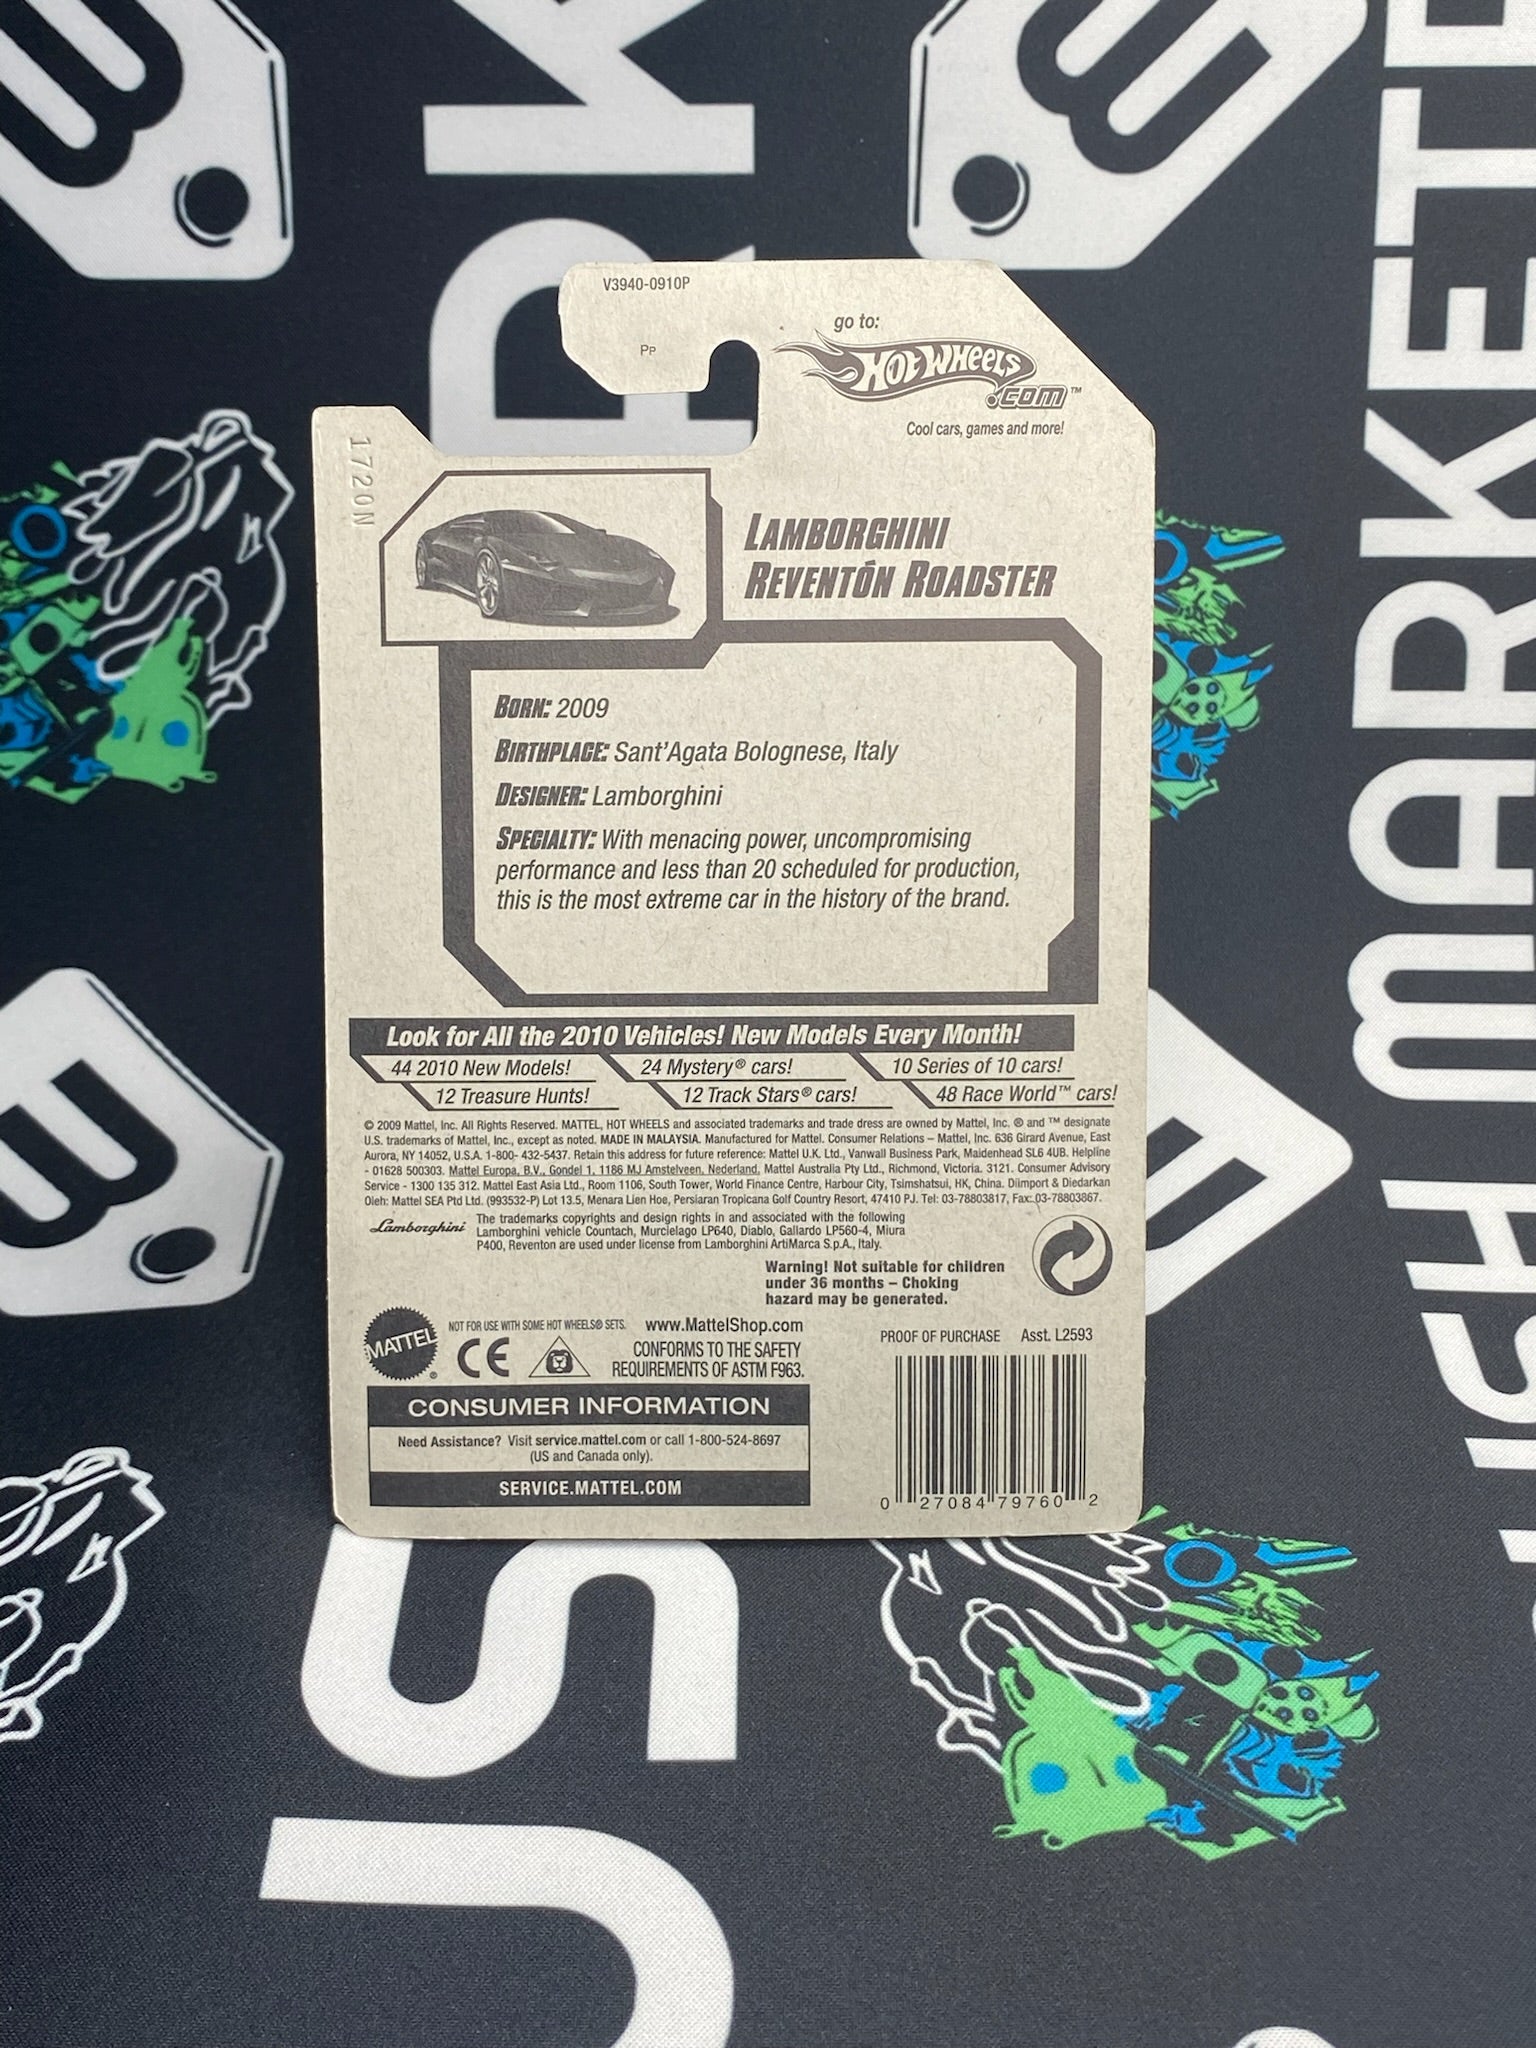 V3940-0910P
PP
go to:
HOT WHEELS
.COM™
Cool cars, games and more!
1720N
LAMBORGHINI
REVENTÓN ROADSTER
BORN: 2009
BIRTHPLACE: Sant'Agata Bolognese, Italy
DESIGNER: Lamborghini
SPECIALTY: With menacing power, uncompromising
performance and less than 20 scheduled for production,
this is the most extreme car in the history of the brand.
Look for All the 2010 Vehicles! New Models Every Month!
44 2010 New Models! 24 Mystery® cars! 10 Series of 10 cars!
12 Treasure Hunts! 12 Track Stars® cars! 48 Race World™ cars!
© 2009 Mattel, Inc. All Rights Reserved. MATTEL, HOT WHEELS and associated trademarks and trade dress are owned by Mattel, Inc. ® and ™ designate
U.S. trademarks of Mattel, Inc., except as noted. MADE IN MALAYSIA. Manufactured for Mattel. Consumer Relations – Mattel, Inc. 636 Girard Avenue, East
Aurora, NY 14052, U.S.A. 1-800- 432-5437. Retain this address for future reference: Mattel U.K. Ltd., Vanwall Business Park, Maidenhead SL6 4UB. Helpline
- 01628 500303. Mattel Europa, B.V., Gondel 1, 1186 MJ Amstelveen, Nederland. Mattel Australia Pty Ltd., Richmond, Victoria. 3121. Consumer Advisory
Service - 1300 135 312. Mattel East Asia Ltd., Room 1106, South Tower, World Finance Centre, Harbour City, Tsimshatsui, HK, China. Diimport & Diedarkan
Oleh: Mattel SEA Ptd Ltd. (993532-P) Lot 13.5, Menara Lien Hoe, Persiaran Tropicana Golf Country Resort, 47410 PJ. Tel: 03-78803817, Fax: 03-78803867.
Lamborghini
The trademarks copyrights and design rights in and associated with the following
Lamborghini vehicle Countach, Murcielago LP640, Diablo, Gallardo LP560-4, Miura
P400, Reventon are used under license from Lamborghini ArtiMarca S.p.A., Italy.
Warning! Not suitable for children
under 36 months – Choking
hazard may be generated.
MATTEL®
NOT FOR USE WITH SOME HOT WHEELS® SETS.
www.MattelShop.com
CE
CONFORMS TO THE SAFETY
REQUIREMENTS OF ASTM F963.
PROOF OF PURCHASE Asst. L2593
CONSUMER INFORMATION
Need Assistance? Visit service.mattel.com or call 1-800-524-8697
(US and Canada only).
SERVICE.MATTEL.COM
0 27084 79760 2
MARKET